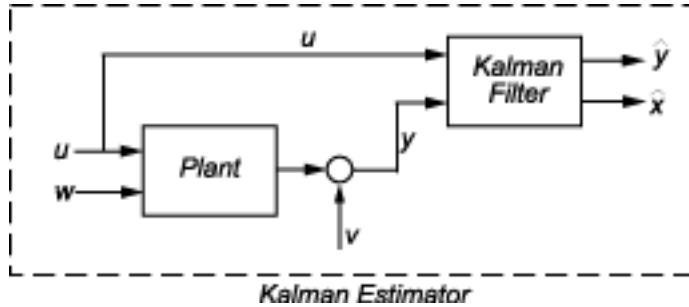 u
Kalman
Filter
ŷ
x̂
y
u
Plant
w
v
Kalman Estimator